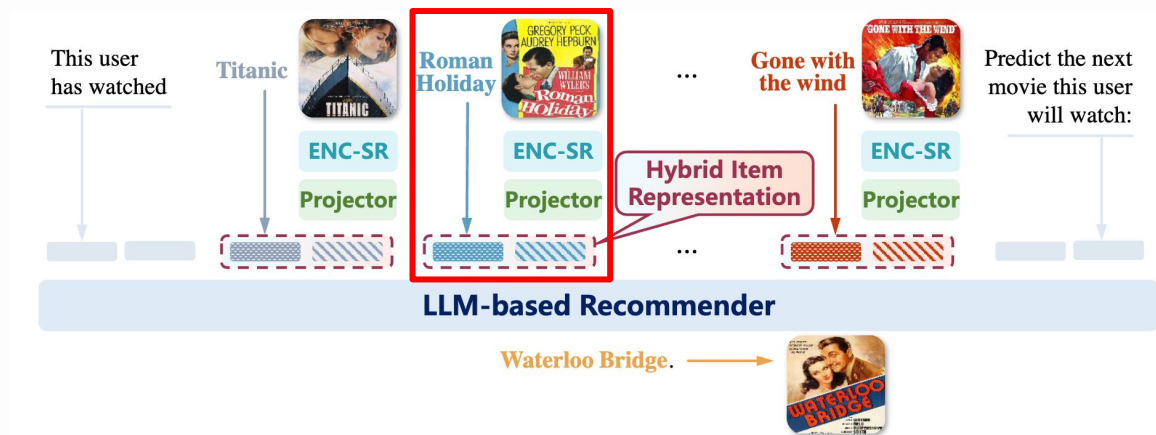 This user
has watched
Titanic
TITANIC
Roman
Holiday
GREGORY PECK
AUDREY HEPBURN
WILLIAM
WYLER'S
Roman
Holiday
...
Gone with
the wind
"GONE WITH THE WIND"
Predict the next
movie this user
will watch:
ENC-SR
ENC-SR
ENC-SR
Projector
Projector
Projector
Hybrid Item
Representation
...
LLM-based Recommender
Waterloo Bridge.
WATERLOO
BRIDGE